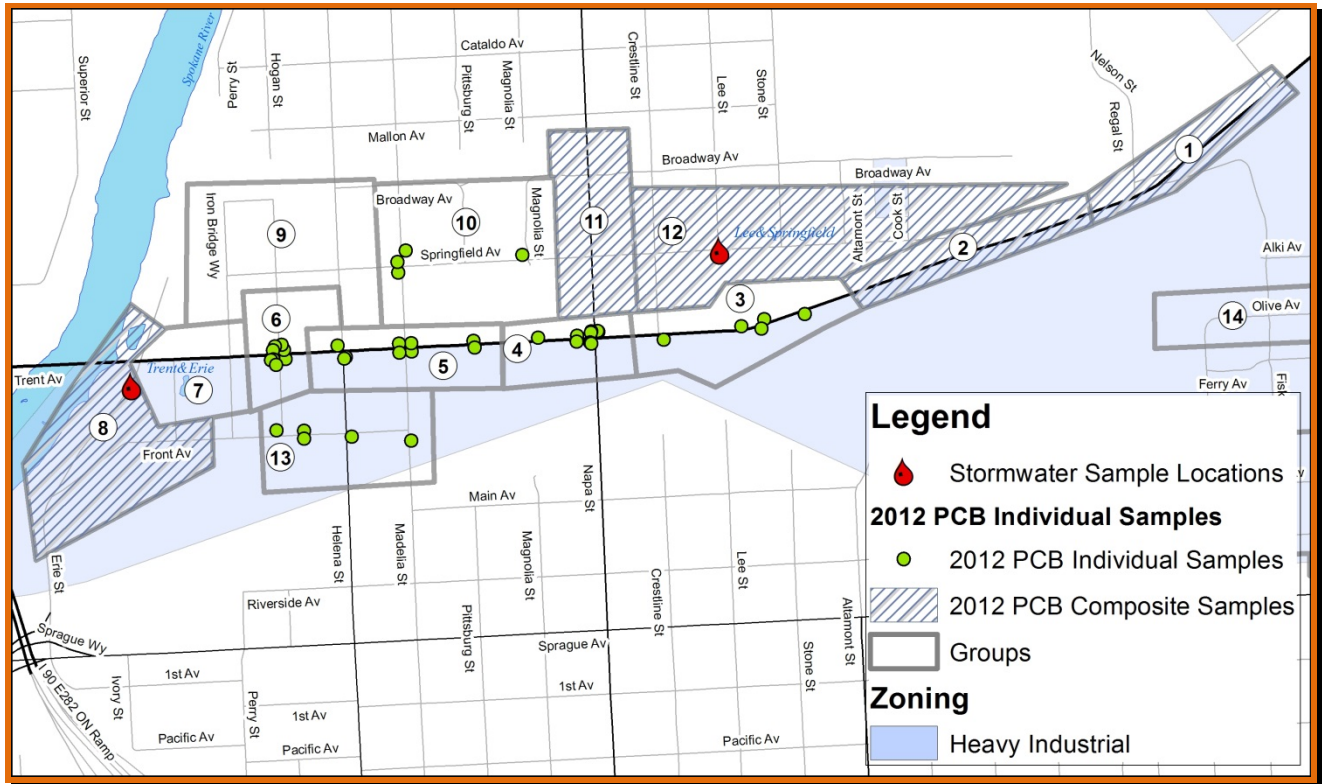 Spokane River
Superior St
Perry St
Hogan St
Cataldo Av
Pittsburg St
Magnolia St
Crestline St
Lee St
Stone St
Nelson St
Regal St
Mallon Av
Broadway Av
Broadway Av
1
Iron Bridge Wy
9
Broadway Av
10
Magnolia St
11
12
Lee&Springfield
Altamont St
Cook St
2
Springfield Av
Alki Av
3
14
Olive Av
6
4
5
Trent Av
Trent&Erie
7
Ferry Av
Fisk
8
Front Av
13
Main Av
Napa St
Erie St
Helena St
Madelia St
Magnolia St
Pittsburg St
Crestline St
Lee St
Altamont St
Stone St
Riverside Av
Sprague Wy
Sprague Av
I 90 E282 ON Ramp
Ivory St
1st Av
Perry St
1st Av
1st Av
Pacific Av
Pacific Av
Pacific Av
Legend
Stormwater Sample Locations
2012 PCB Individual Samples
2012 PCB Individual Samples
2012 PCB Composite Samples
Groups
Zoning
Heavy Industrial